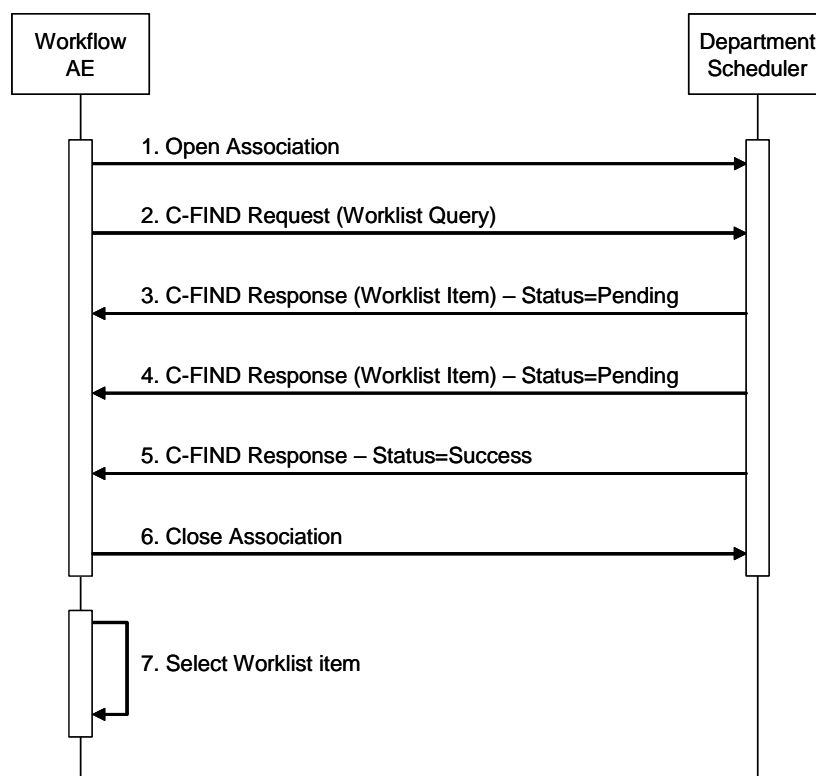 Workflow
AE
Department
Scheduler
1. Open Association
2. C-FIND Request (Worklist Query)
3. C-FIND Response (Worklist Item) – Status=Pending
4. C-FIND Response (Worklist Item) – Status=Pending
5. C-FIND Response – Status=Success
6. Close Association
7. Select Worklist item